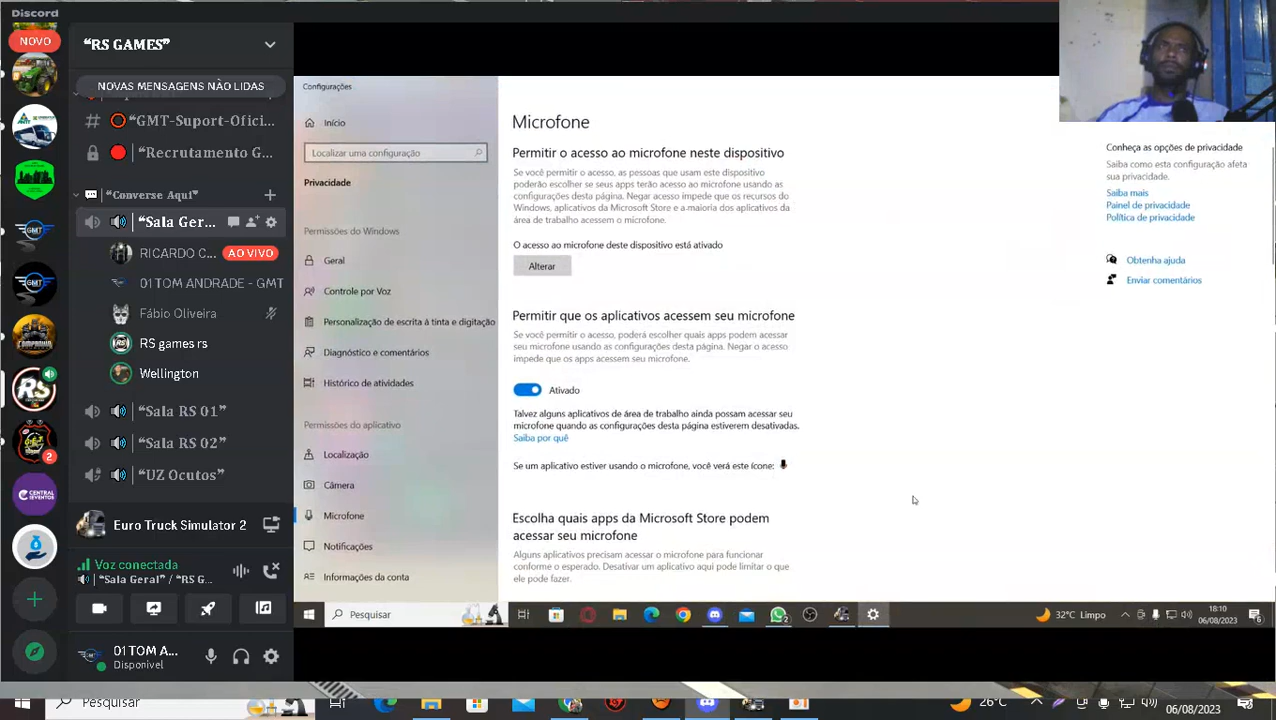 Discord
NOVO
“RS GAMES”
NOVAS MENSAGENS NÃO LIDAS
“GMT-Suport-Ofici...
“Recrutamento G...
“Converse Aqui”
“Sala Ger...
RICARDO C...
AO VIVO
01 TOM ANDRADE - GMT
Fábio Oliveira
RS games rs
Wellington
“Sala RS 01”
“Sala RS 02”
“UZ Ocutos”
2
CENTRAL
Euro Truck Simulator 2
Voz conectada
“Sala Geral” / “RS G...
01 TOM A...
Disponível
GMT
GMT
RS
Configurações
Início
Localizar uma configuração
Privacidade
Permissões do Windows
Geral
Controle por Voz
Personalização de escrita à tinta e digitação
Diagnóstico e comentários
Histórico de atividades
Permissões do aplicativo
Localização
Câmera
Microfone
Notificações
Informações da conta
Microfone
Permitir o acesso ao microfone neste dispositivo
Se você permitir o acesso, as pessoas que usam este dispositivo
poderão escolher se seus apps terão acesso ao microfone usando as
configurações desta página. Negar acesso impede que os recursos do
Windows, aplicativos da Microsoft Store e a maioria dos aplicativos da
área de trabalho acessem o microfone.
O acesso ao microfone deste dispositivo está ativado
Alterar
Permitir que os aplicativos acessem seu microfone
Se você permitir o acesso, poderá escolher quais apps podem acessar
seu microfone usando as configurações desta página. Negar o acesso
impede que os apps acessem seu microfone.
Ativado
Talvez alguns aplicativos de área de trabalho ainda possam acessar seu
microfone quando as configurações desta página estiverem desativadas.
Saiba por quê
Se um aplicativo estiver usando o microfone, você verá este ícone:
Escolha quais apps da Microsoft Store podem
acessar seu microfone
Alguns aplicativos precisam acessar o microfone para funcionar
conforme o esperado. Desativar um aplicativo aqui pode limitar o que
ele pode fazer.
Conheça as opções de privacidade
Saiba como esta configuração afeta
sua privacidade.
Saiba mais
Painel de privacidade
Política de privacidade
Obtenha ajuda
Enviar comentários
Pesquisar
2
32°C Limpo
18:10
06/08/2023
6
Pesquisar
26°C
06/08/2023